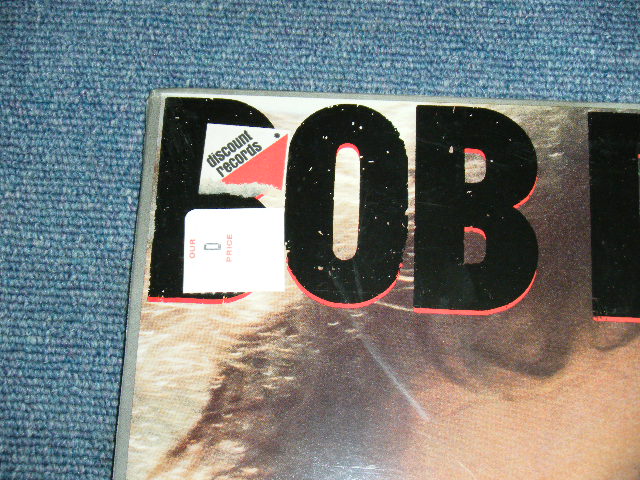 BOB
discount
records
OUR
0
PRICE